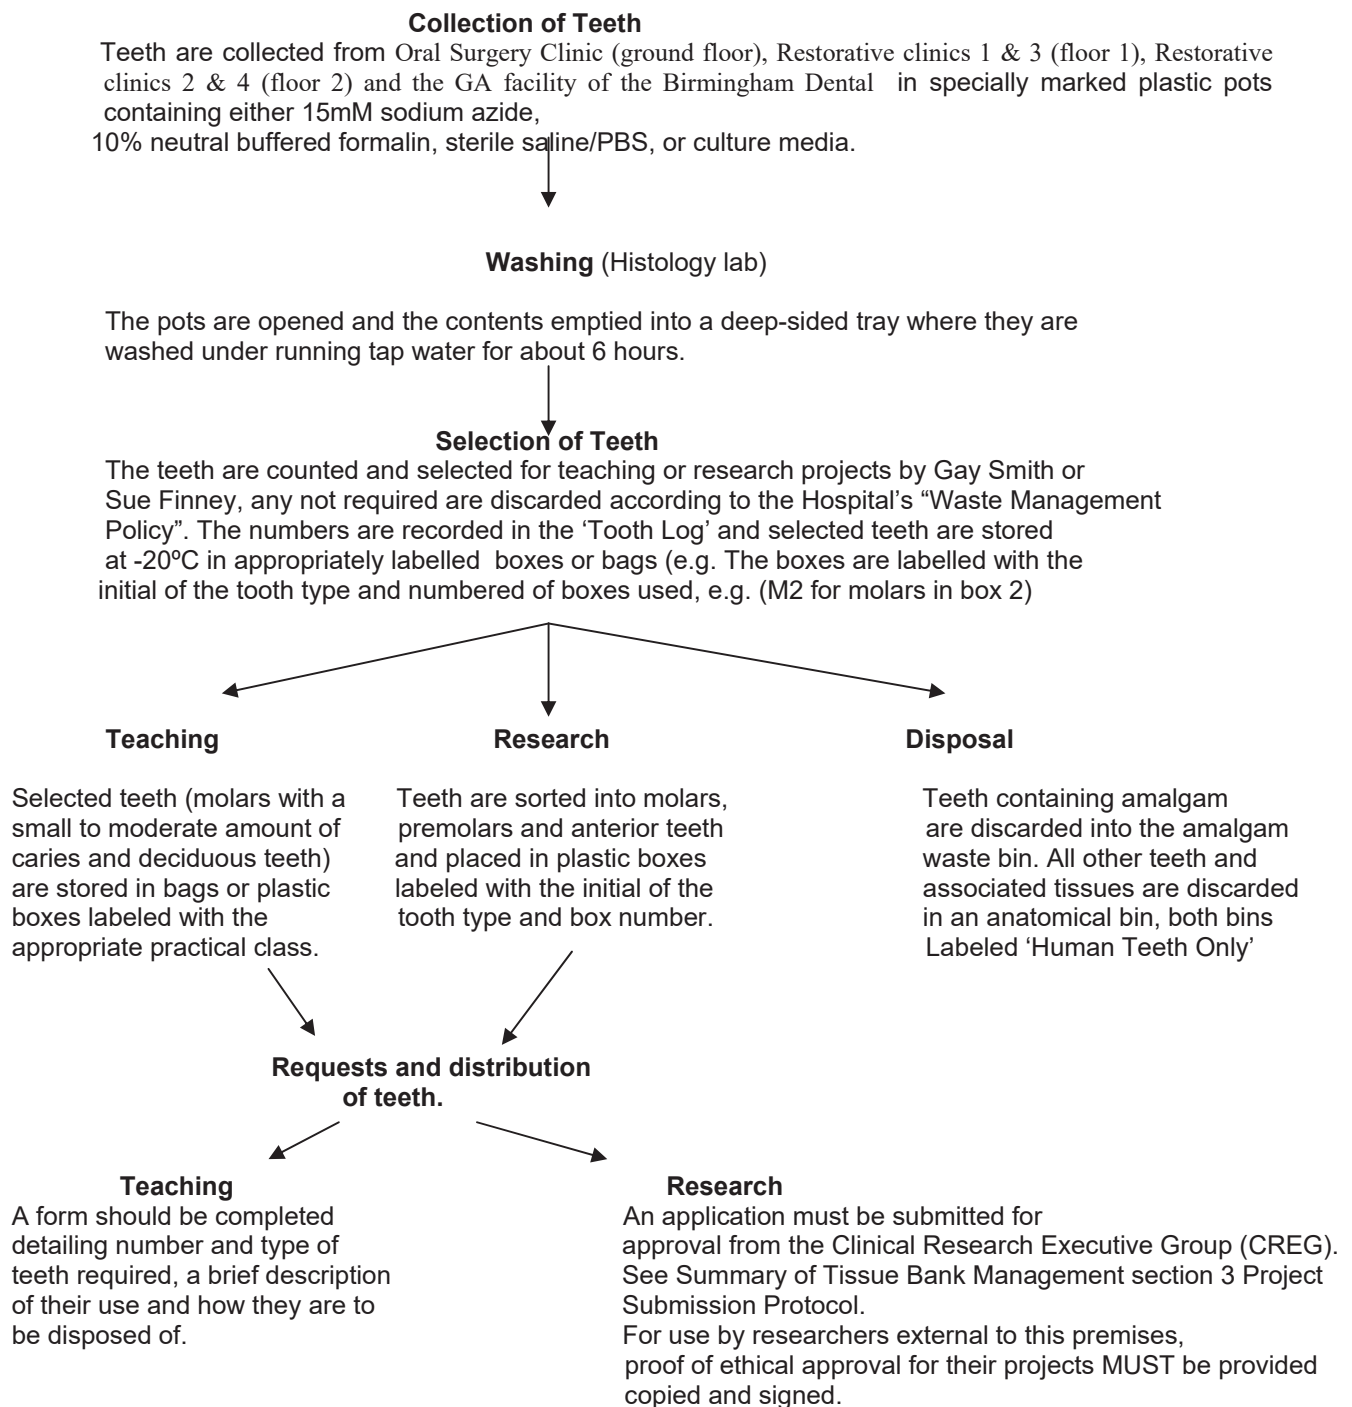 Collection of Teeth
Teeth are collected from Oral Surgery Clinic (ground floor), Restorative clinics 1 & 3 (floor 1), Restorative
clinics 2 & 4 (floor 2) and the GA facility of the Birmingham Dental in specially marked plastic pots
containing either 15mM sodium azide,
10% neutral buffered formalin, sterile saline/PBS, or culture media.
Washing (Histology lab)
The pots are opened and the contents emptied into a deep-sided tray where they are
washed under running tap water for about 6 hours.
Selection of Teeth
The teeth are counted and selected for teaching or research projects by Gay Smith or
Sue Finney, any not required are discarded according to the Hospital’s “Waste Management
Policy”. The numbers are recorded in the ‘Tooth Log’ and selected teeth are stored
at -20ºC in appropriately labelled boxes or bags (e.g. The boxes are labelled with the
initial of the tooth type and numbered of boxes used, e.g. (M2 for molars in box 2)
Teaching
Selected teeth (molars with a
small to moderate amount of
caries and deciduous teeth)
are stored in bags or plastic
boxes labeled with the
appropriate practical class.
Research
Teeth are sorted into molars,
premolars and anterior teeth
and placed in plastic boxes
labeled with the initial of the
tooth type and box number.
Disposal
Teeth containing amalgam
are discarded into the amalgam
waste bin. All other teeth and
associated tissues are discarded
in an anatomical bin, both bins
Labeled ‘Human Teeth Only’
Requests and distribution
of teeth.
Teaching
A form should be completed
detailing number and type of
teeth required, a brief description
of their use and how they are to
be disposed of.
Research
An application must be submitted for
approval from the Clinical Research Executive Group (CREG).
See Summary of Tissue Bank Management section 3 Project
Submission Protocol.
For use by researchers external to this premises,
proof of ethical approval for their projects MUST be provided
copied and signed.